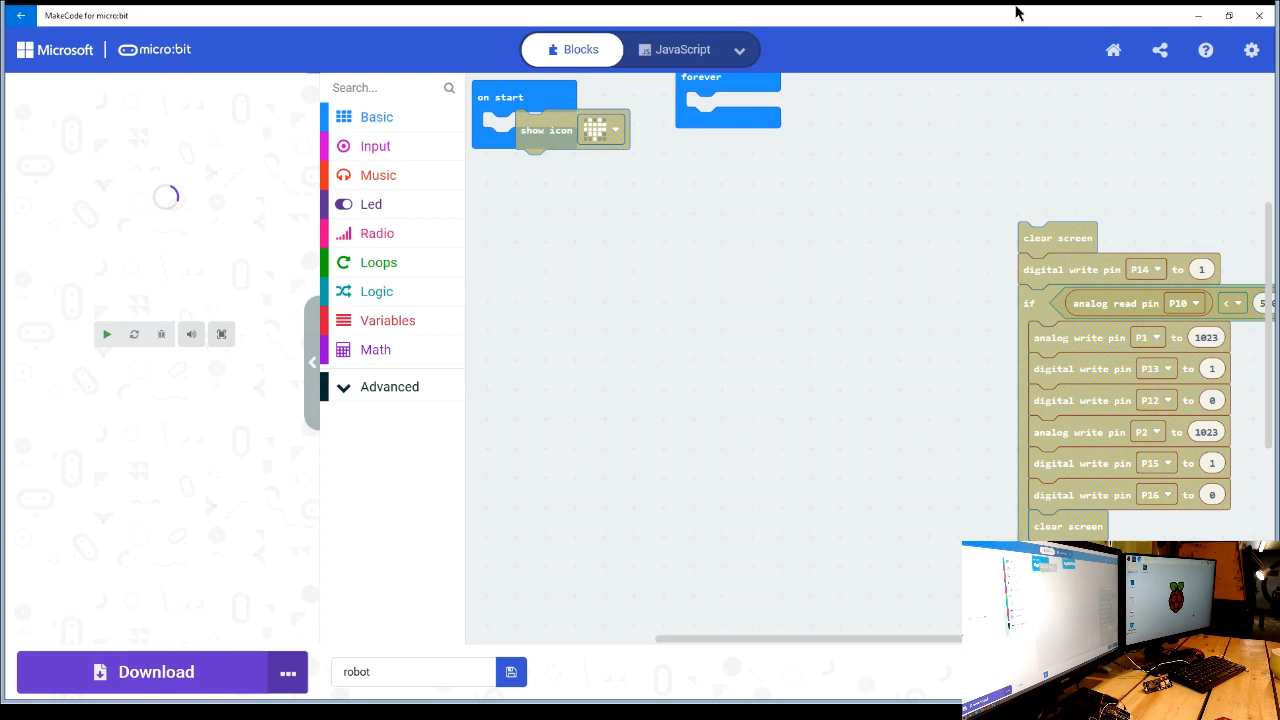 MakeCode for micro:bit
Microsoft
micro:bit
Blocks
JavaScript
Search...
Basic
Input
Music
Led
Radio
Loops
Logic
Variables
Math
Advanced
on start
show icon
forever
clear screen
digital write pin P14 to 1
if analog read pin P10 <
analog write pin P1 to 1023
digital write pin P13 to 1
digital write pin P12 to 0
analog write pin P2 to 1023
digital write pin P15 to 1
digital write pin P16 to 0
clear screen
Download
robot